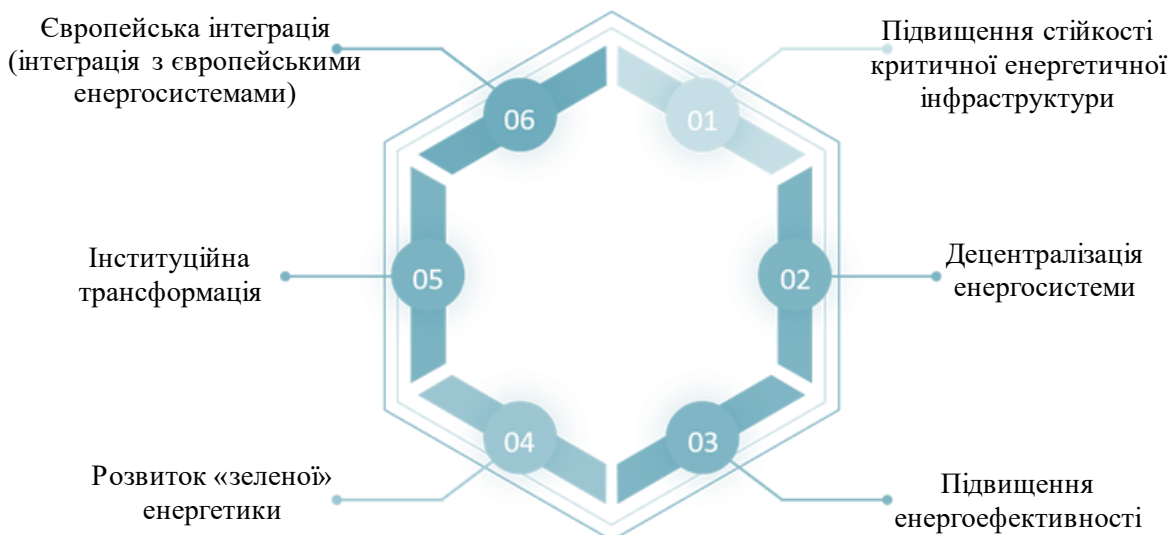 Європейська інтеграція
(інтеграція з європейськими
енергосистемами)
06
01
Підвищення стійкості
критичної енергетичної
інфраструктури
Інституційна
трансформація
05
02
Децентралізація
енергосистеми
Розвиток «зеленої»
енергетики
04
03
Підвищення
енергоефективності